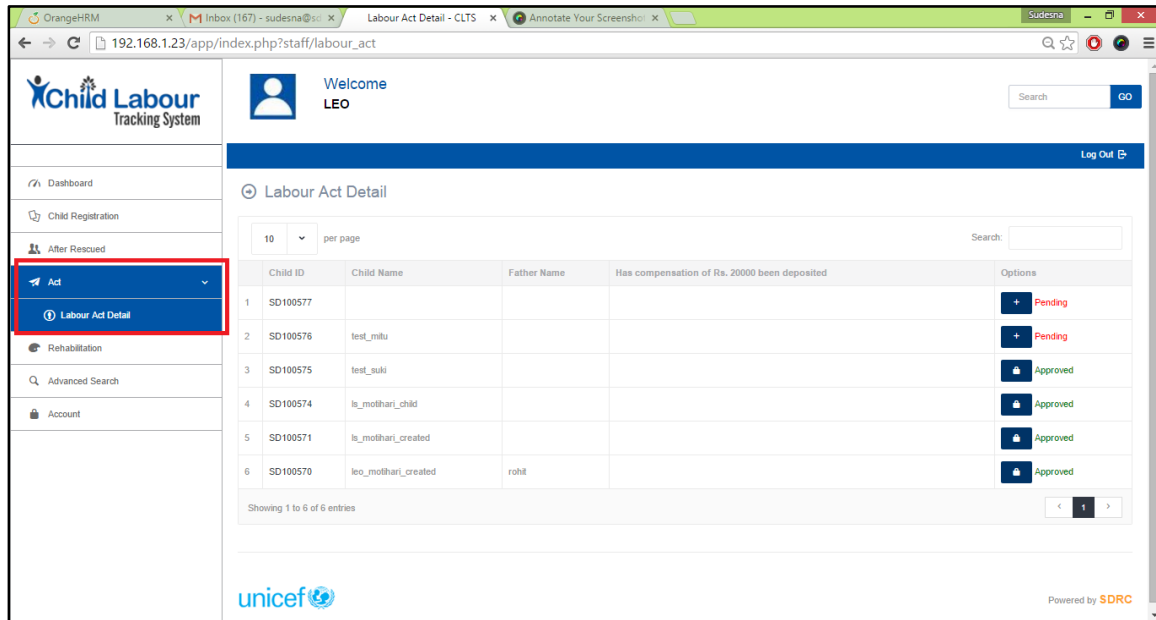 OrangeHRM
Inbox (167) - sudesna@sd
Labour Act Detail - CLTS
Annotate Your Screenshot
Sudesna
192.168.1.23/app/index.php?staff/labour_act
Child Labour
Tracking System
Welcome
LEO
Search
GO
Log Out
Dashboard
Child Registration
After Rescued
Act
Labour Act Detail
Rehabilitation
Advanced Search
Account
Labour Act Detail
10 per page
Search:
Child ID Child Name Father Name Has compensation of Rs. 20000 been deposited Options
1 SD100577 + Pending
2 SD100576 test_mitu + Pending
3 SD100575 test_suki Approved
4 SD100574 ls_motihari_child Approved
5 SD100571 ls_motihari_created Approved
6 SD100570 leo_motihari_created rohit Approved
Showing 1 to 6 of 6 entries
< 1 >
unicef
Powered by SDRC